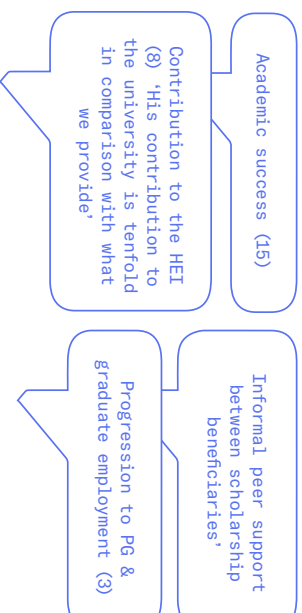 Academic success (15)
Contribution to the HEI
(8) ‘His contribution to
the university is tenfold
in comparison with what
we provide’
Informal peer support
between scholarship
beneficiaries’
Progression to PG &
graduate employment (3)